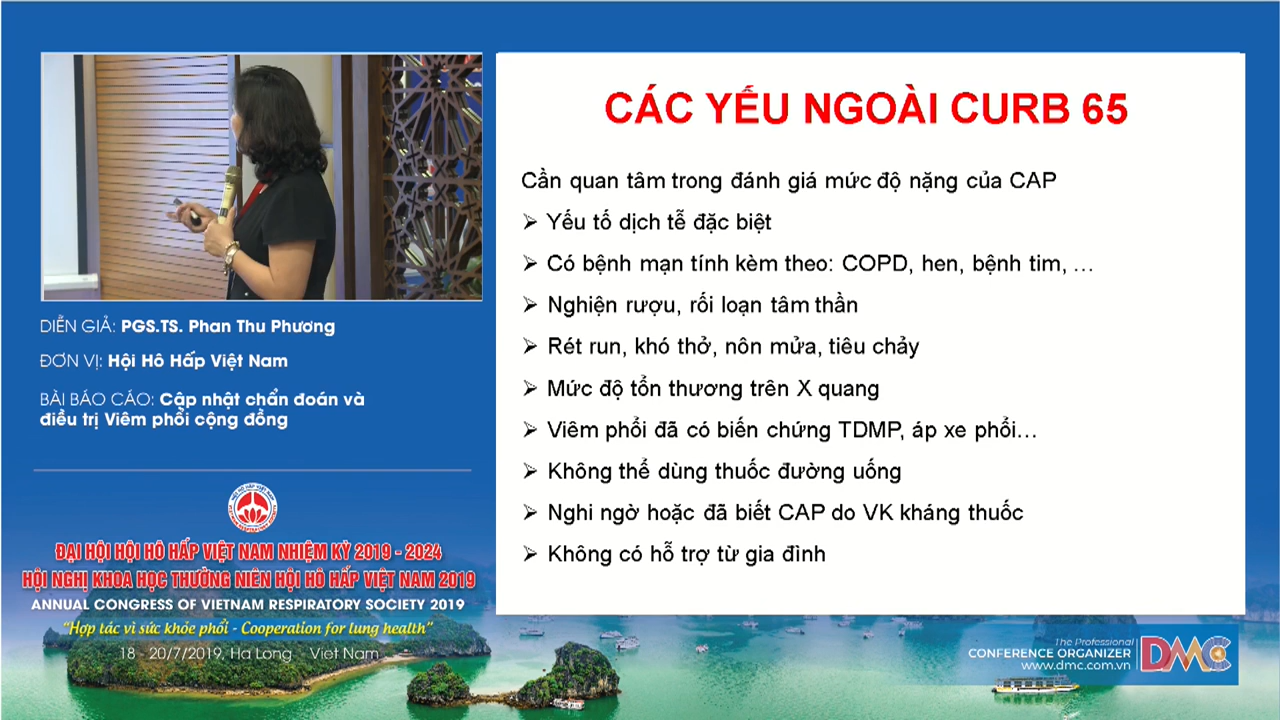 DIỄN GIẢ: PGS.TS. Phan Thu Phương
ĐƠN VỊ: Hội Hô Hấp Việt Nam
BÀI BÁO CÁO: Cập nhật chẩn đoán và
điều trị Viêm phổi cộng đồng
ĐẠI HỘI HỘI HÔ HẤP VIỆT NAM NHIỆM KỲ 2019 - 2024
HỘI NGHỊ KHOA HỌC THƯỜNG NIÊN HỘI HÔ HẤP VIỆT NAM 2019
ANNUAL CONGRESS OF VIETNAM RESPIRATORY SOCIETY 2019
“Hợp tác vì sức khỏe phổi - Cooperation for lung health”
18 - 20/7/2019, Ha Long - Viet Nam
CÁC YẾU NGOÀI CURB 65
Cần quan tâm trong đánh giá mức độ nặng của CAP
➢ Yếu tố dịch tễ đặc biệt
➢ Có bệnh mạn tính kèm theo: COPD, hen, bệnh tim, …
➢ Nghiện rượu, rối loạn tâm thần
➢ Rét run, khó thở, nôn mửa, tiêu chảy
➢ Mức độ tổn thương trên X quang
➢ Viêm phổi đã có biến chứng TDMP, áp xe phổi…
➢ Không thể dùng thuốc đường uống
➢ Nghi ngờ hoặc đã biết CAP do VK kháng thuốc
➢ Không có hỗ trợ từ gia đình
The Professional
CONFERENCE ORGANIZER
www.dmc.com.vn
DMC